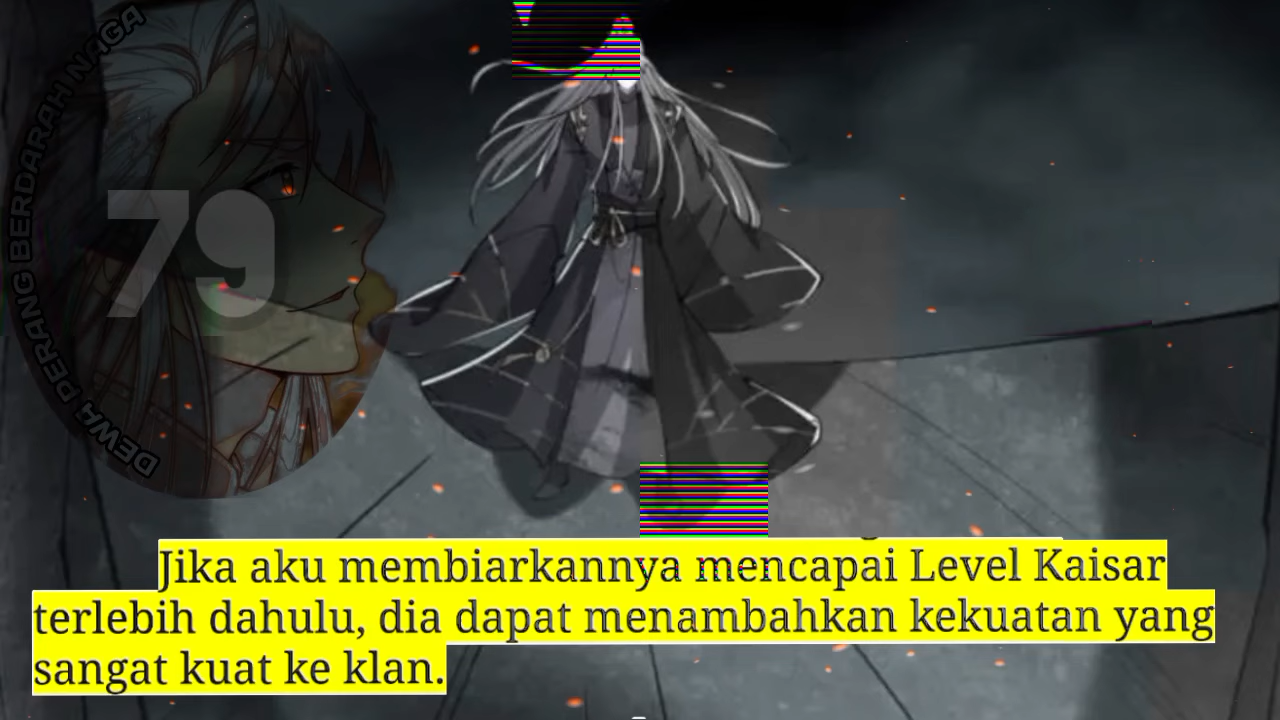 DEWA PERANG BERDARAH NAGA
79
Jika aku membiarkannya mencapai Level Kaisar
terlebih dahulu, dia dapat menambahkan kekuatan yang
sangat kuat ke klan.